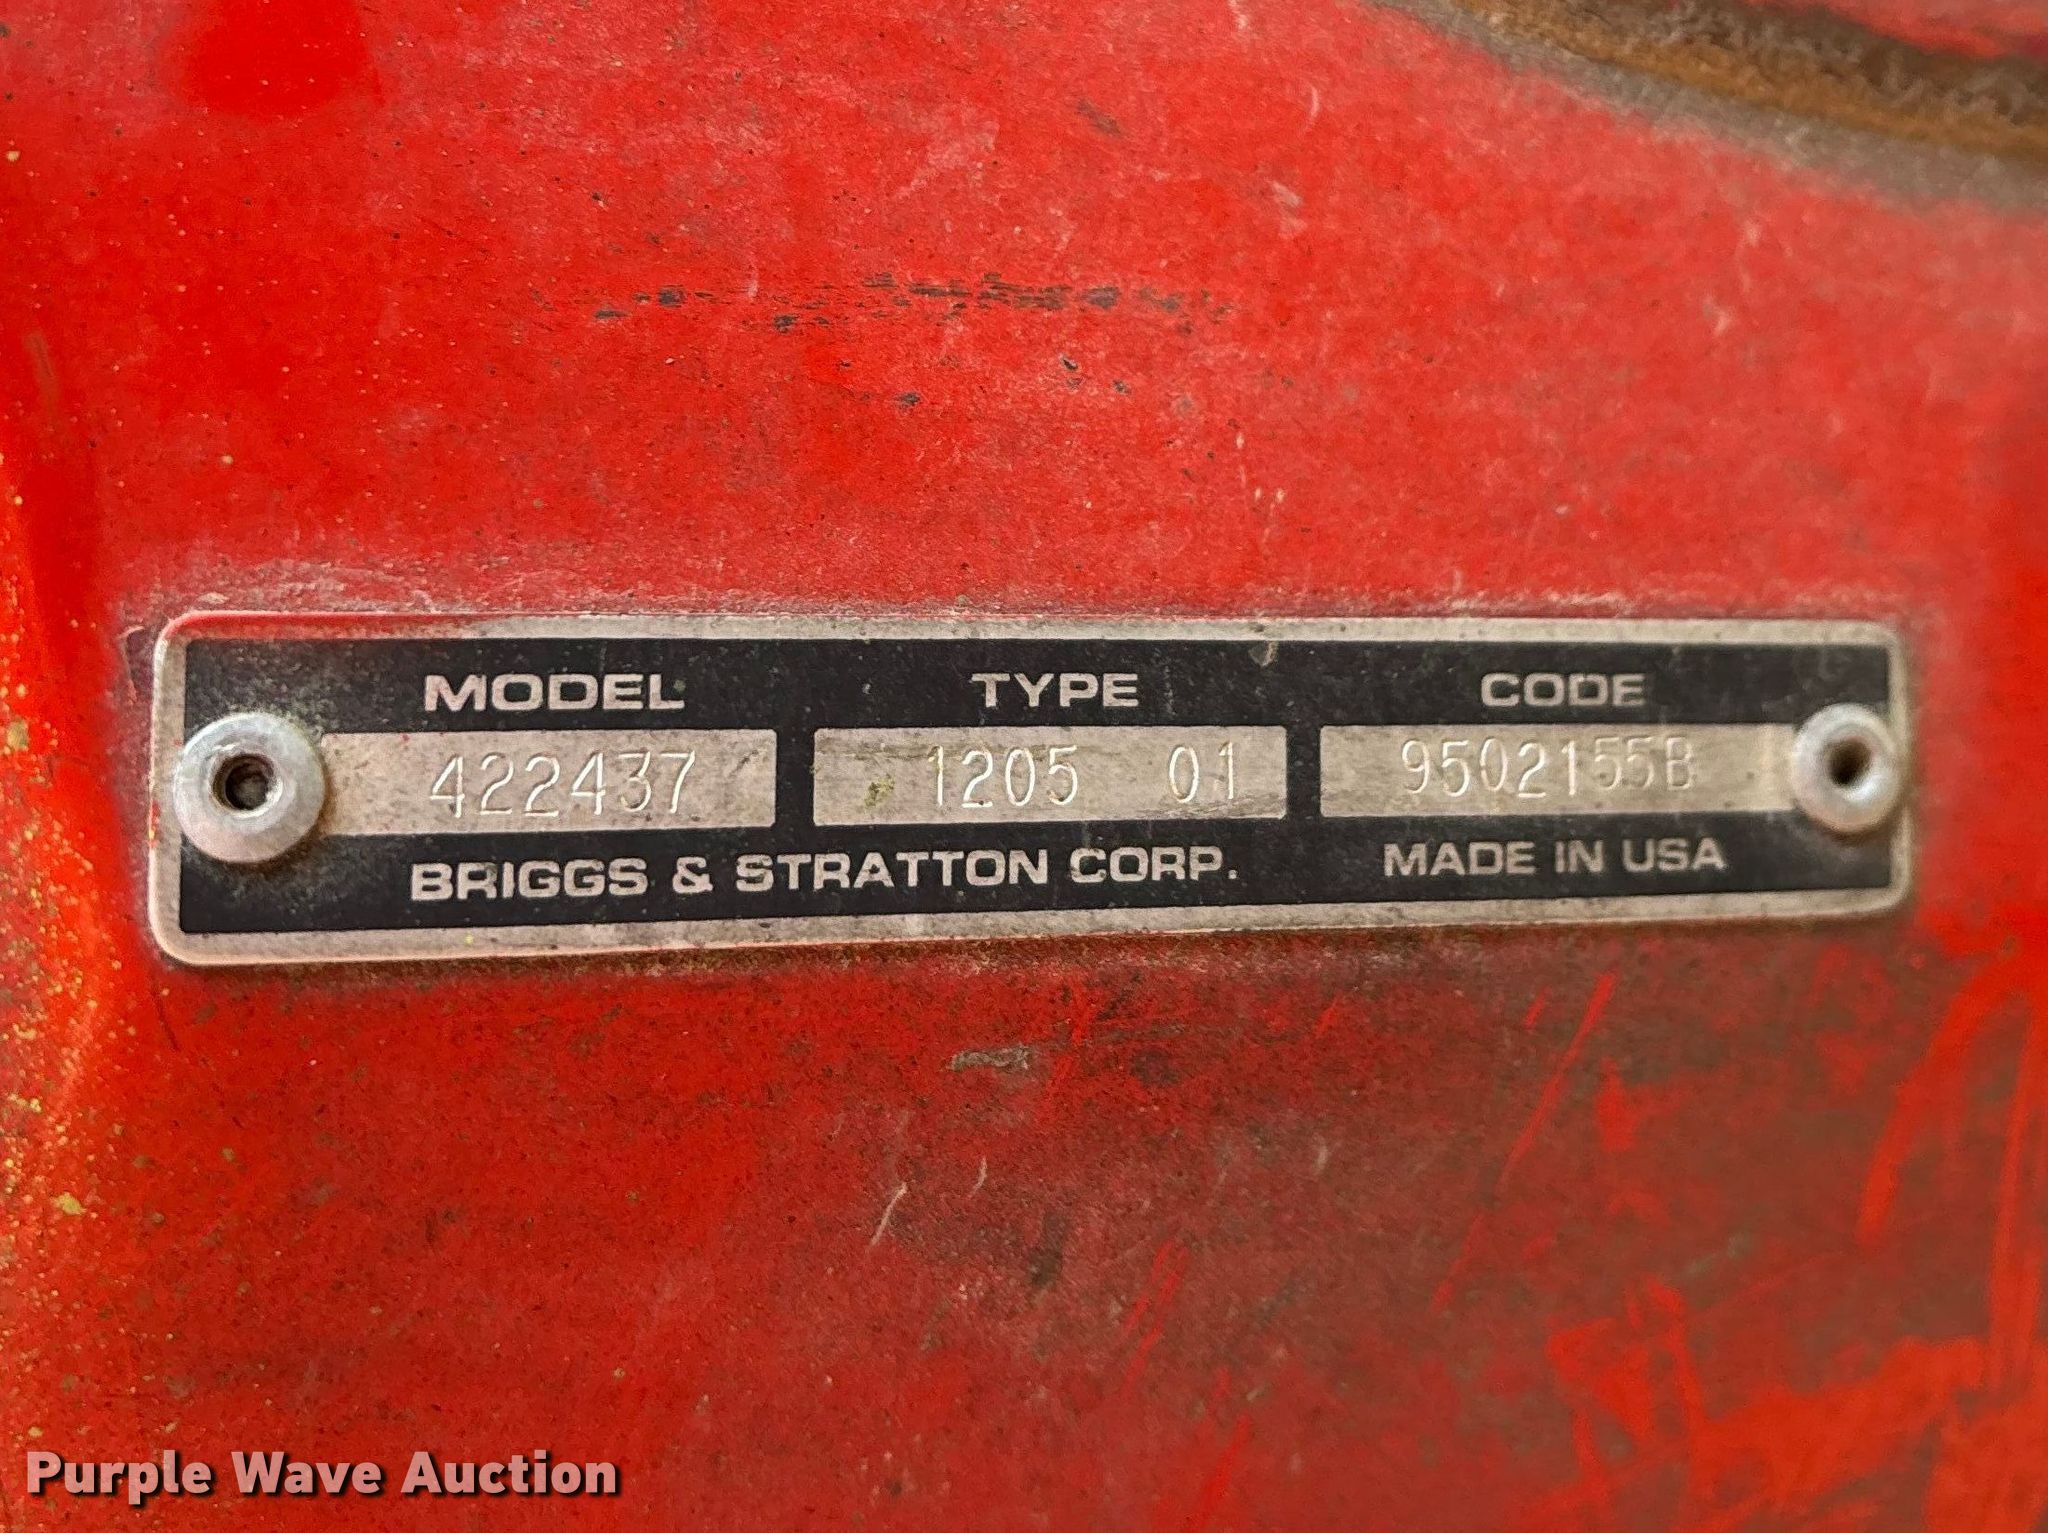 MODEL TYPE CODE
422437 1205 01 9502155B
BRIGGS & STRATTON CORP. MADE IN USA
Purple Wave Auction